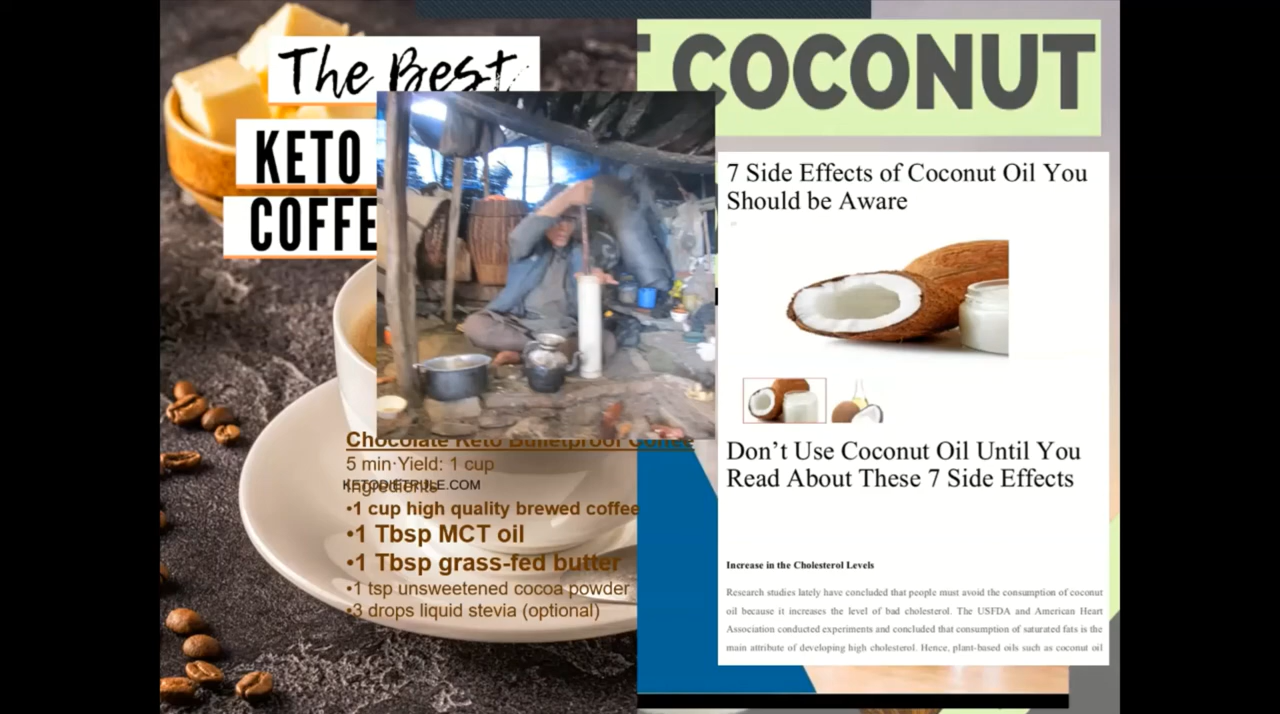 The Best
KETO
COFFE
Chocolate Keto Bulletproof Coffee
5 min·Yield: 1 cup
Ingredients
KETODIETRULE.COM
•1 cup high quality brewed coffee
•1 Tbsp MCT oil
•1 Tbsp grass-fed butter
•1 tsp unsweetened cocoa powder
•3 drops liquid stevia (optional)
COCONUT
7 Side Effects of Coconut Oil You
Should be Aware
Don’t Use Coconut Oil Until You
Read About These 7 Side Effects
Increase in the Cholesterol Levels
Research studies lately have concluded that people must avoid the consumption of coconut
oil because it increases the level of bad cholesterol. The USFDA and American Heart
Association conducted experiments and concluded that consumption of saturated fats is the
main attribute of developing high cholesterol. Hence, plant-based oils such as coconut oil